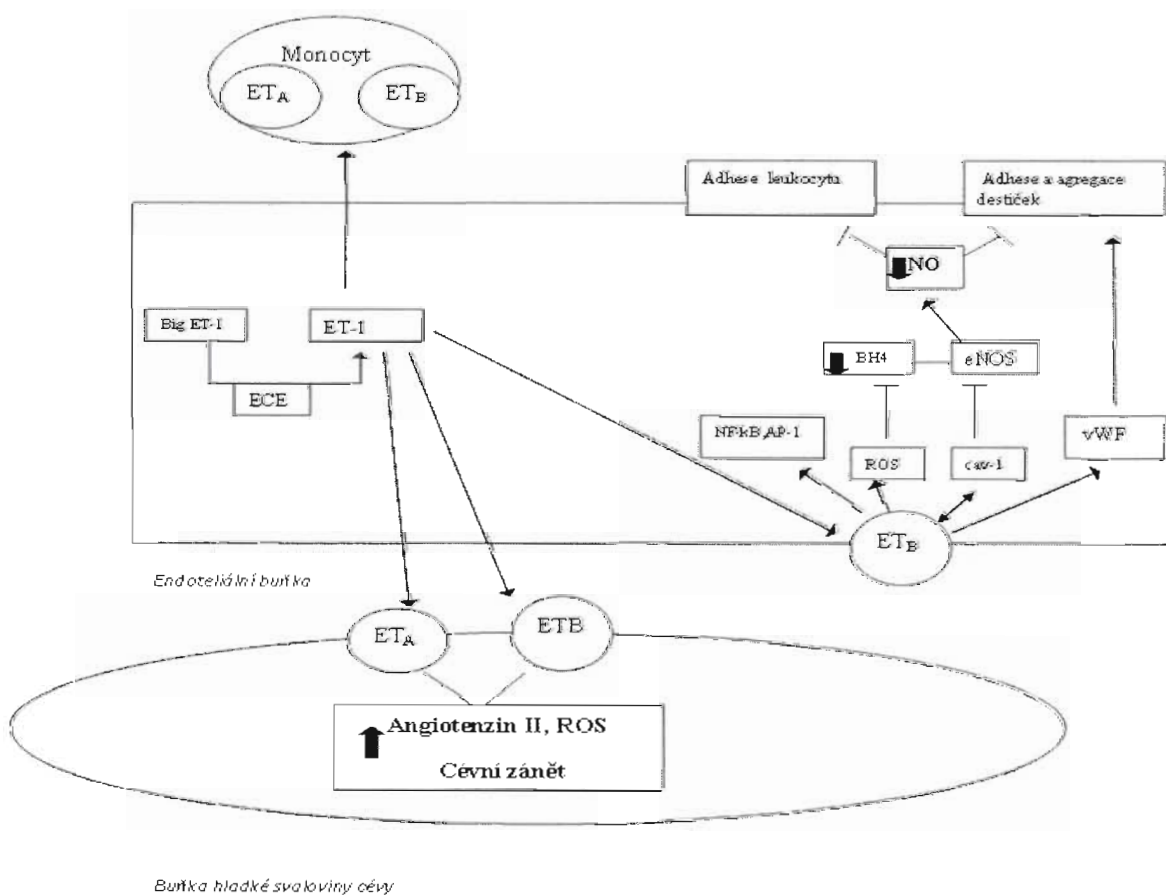 Monocyt
ETA
ETB
Adhese leukocytu
Adhese a agregace
destiček
NO
Big ET-1
ET-1
BH4
eNOS
ECE
NFkB,AP-1
ROS
cav-1
vWF
ETB
Endoteliální buňka
ETA
ETB
Angiotenzin II, ROS
Cévní zánět
Buňka hladké svaloviny cévy